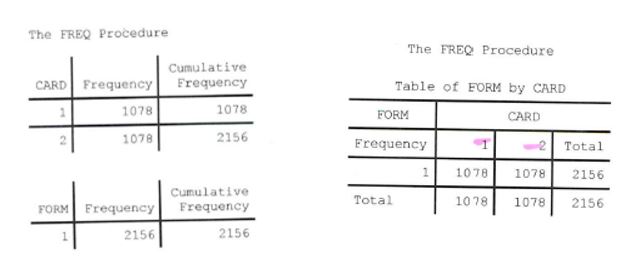 The FREQ Procedure
CARD Frequency Cumulative Frequency
1 1078 1078
2 1078 2156
FORM Frequency Cumulative Frequency
1 2156 2156
The FREQ Procedure
Table of FORM by CARD
FORM CARD
Frequency 1 2 Total
1 1078 1078 2156
Total 1078 1078 2156